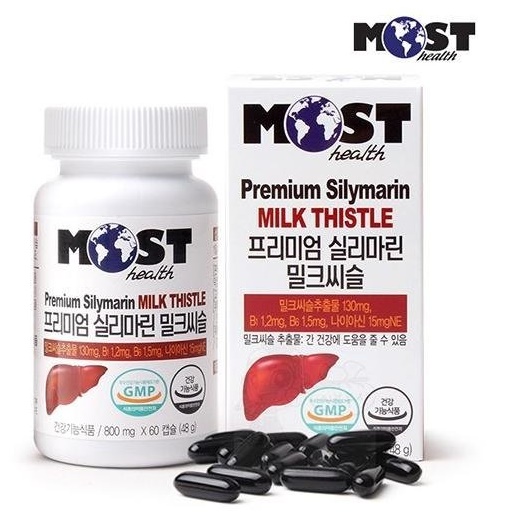 MOST
health
MOST
health
Premium Silymarin
MILK THISTLE
프리미엄 실리마린
밀크씨슬
밀크씨슬추출물 130mg,
B₁ 1,2mg, B₆ 1,5mg, 나이아신 15mgNE
밀크씨슬 추출물: 간 건강에 도움을 줄 수 있음
GMP
건강
기능식품
48 g)
MOST
health
Premium Silymarin MILK THISTLE
프리미엄 실리마린 밀크씨슬
밀크씨슬추출물 130mg, B₁ 1,2mg, B₆ 1,5mg, 나이아신 15mgNE
GMP
건강
기능식품
건강기능식품 / 800 mg X 60 캡슐 (48 g)